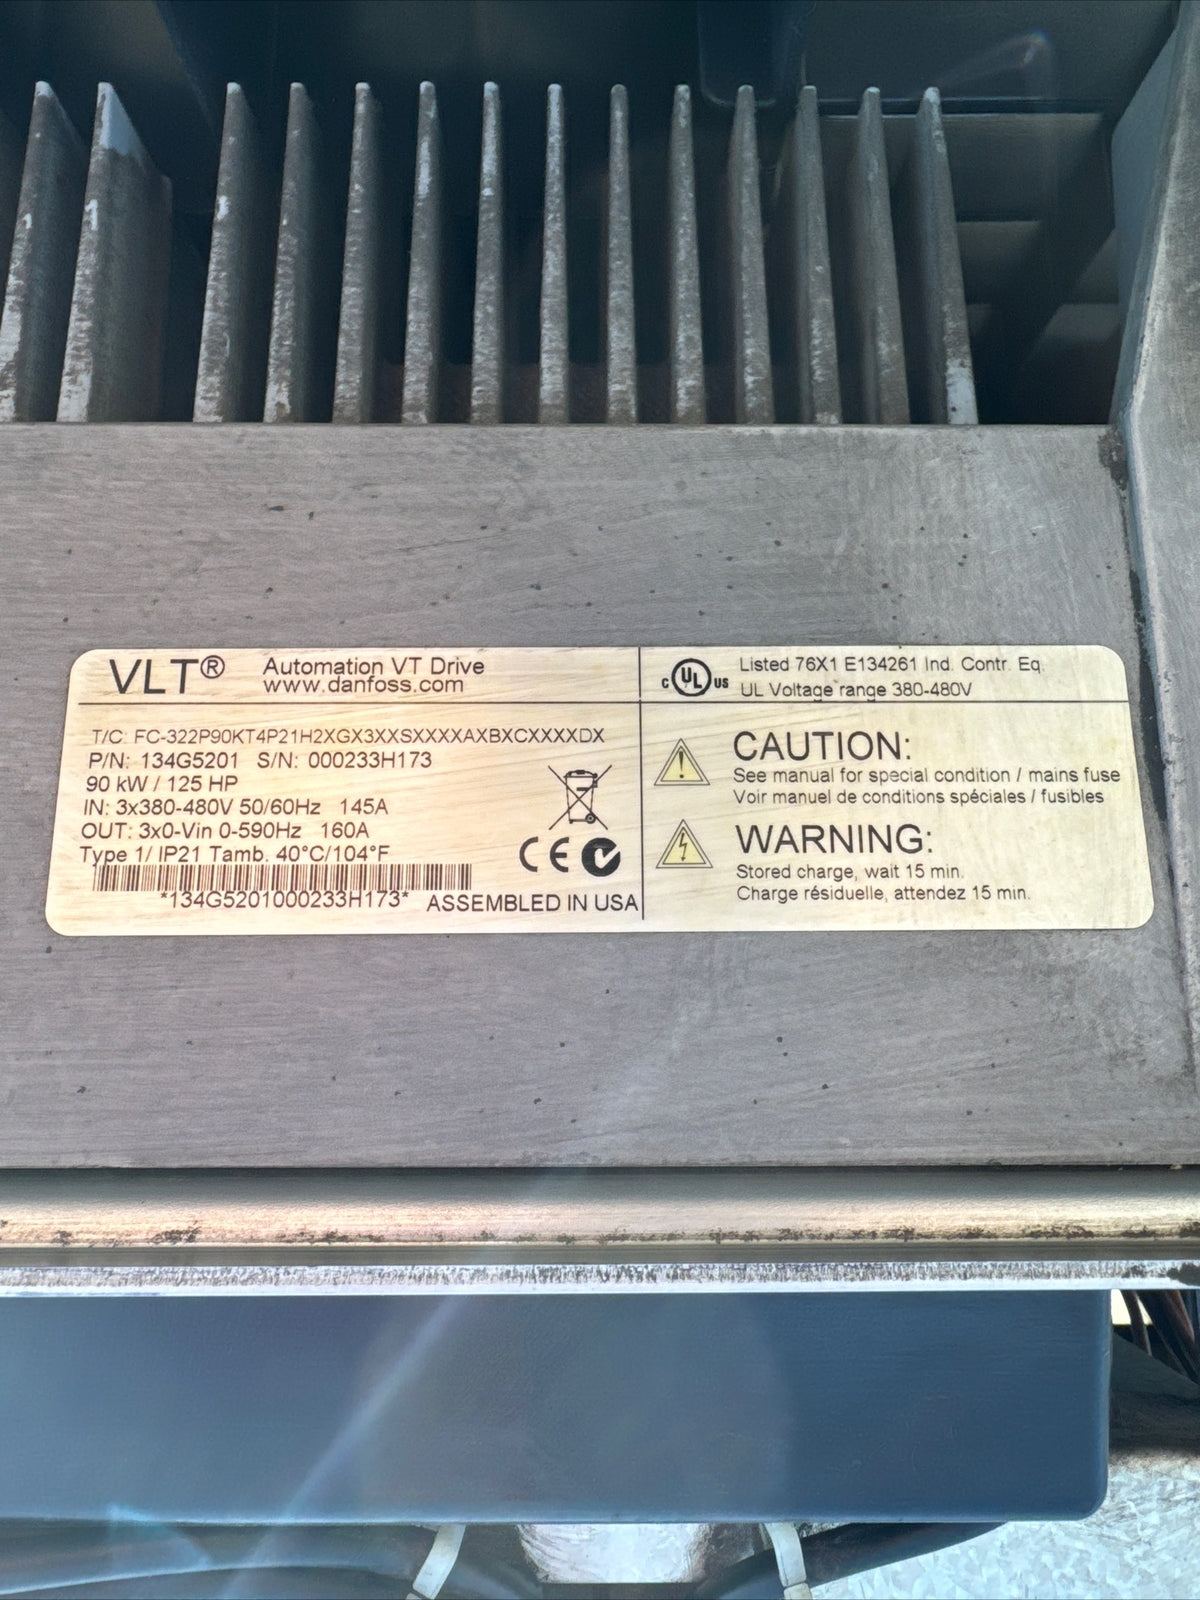 VLT® Automation VT Drive
www.danfoss.com
T/C: FC-322P90KT4P21H2XGX3XXSXXXXAXBXCXXXXDX
P/N: 134G5201 S/N: 000233H173
90 kW / 125 HP
IN: 3x380-480V 50/60Hz 145A
OUT: 3x0-Vin 0-590Hz 160A
Type 1/ IP21 Tamb. 40°C/104°F
*134G5201000233H173* ASSEMBLED IN USA
CE
c UL US Listed 76X1 E134261 Ind. Contr. Eq.
UL Voltage range 380-480V
CAUTION:
See manual for special condition / mains fuse
Voir manuel de conditions spéciales / fusibles
WARNING:
Stored charge, wait 15 min.
Charge résiduelle, attendez 15 min.